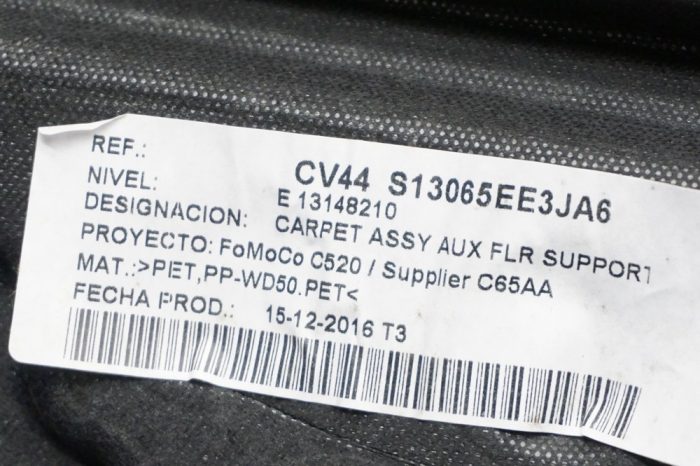 REF.: CV44 S13065EE3JA6
NIVEL: E 13148210
DESIGNACION: CARPET ASSY AUX FLR SUPPORT
PROYECTO: FoMoCo C520 / Supplier C65AA
MAT.:>PET,PP-WD50.PET<
FECHA PROD.: 15-12-2016 T3